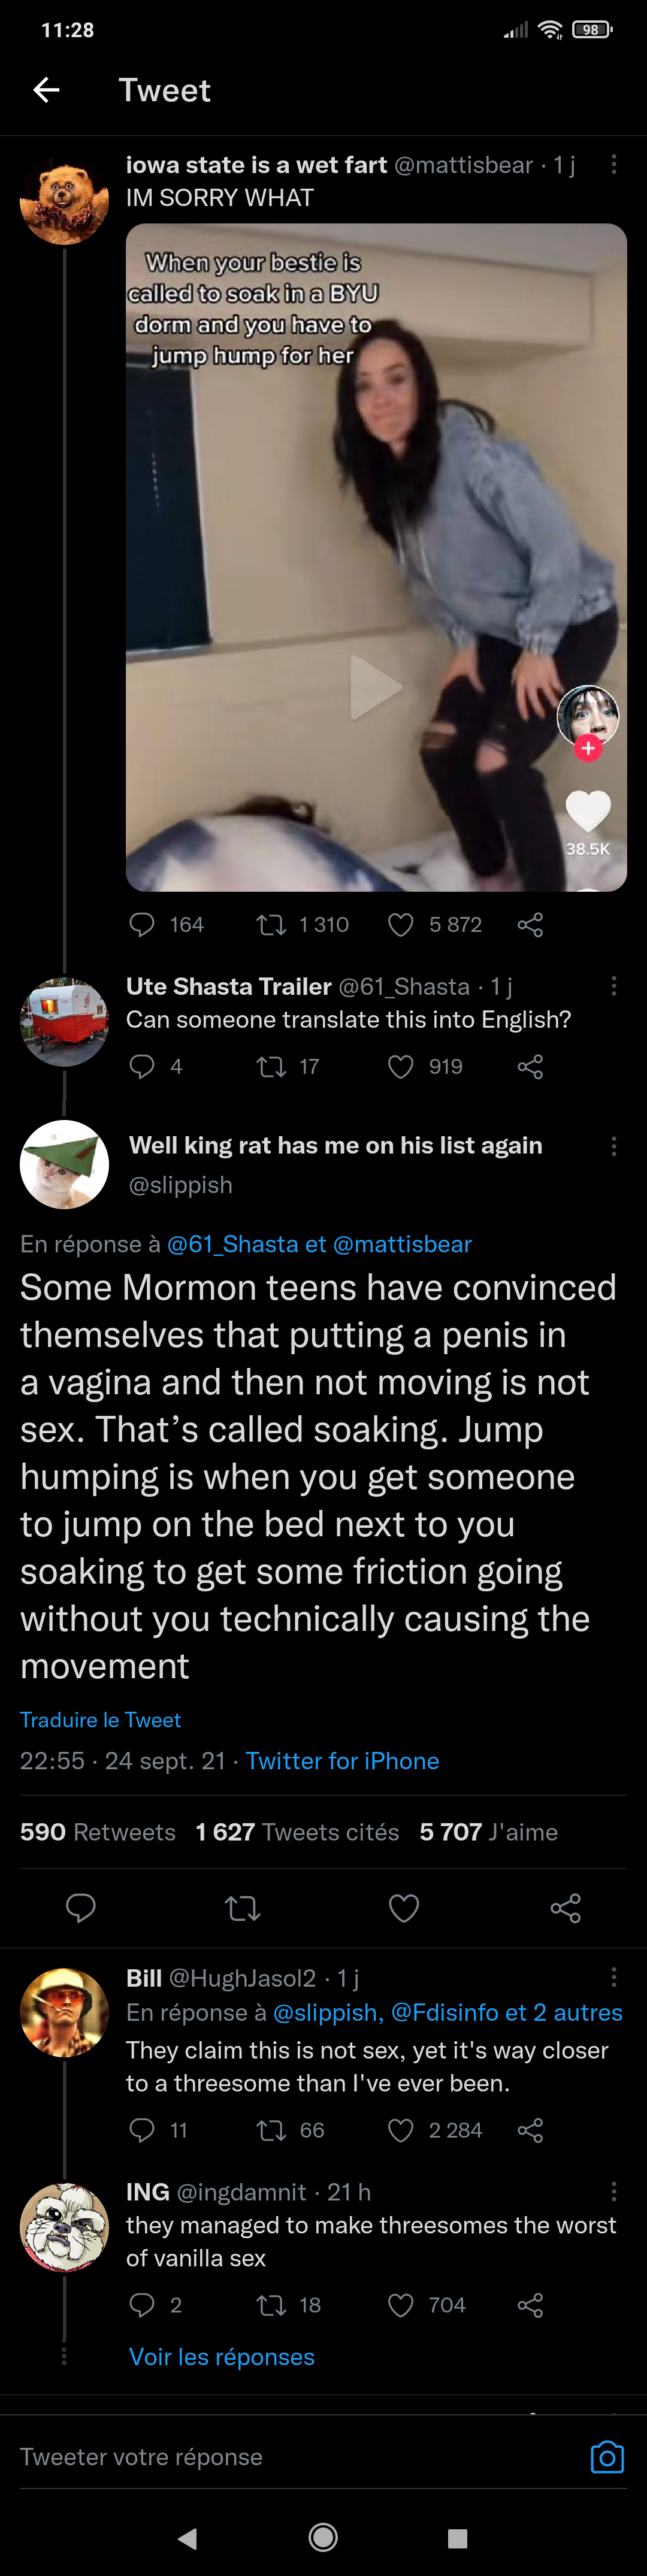 11:28
98
Tweet
iowa state is a wet fart @mattisbear · 1 j
IM SORRY WHAT
When your bestie is
called to soak in a BYU
dorm and you have to
jump hump for her
38.5K
164 1 310 5 872
Ute Shasta Trailer @61_Shasta · 1 j
Can someone translate this into English?
4 17 919
Well king rat has me on his list again
@slippish
En réponse à @61_Shasta et @mattisbear
Some Mormon teens have convinced
themselves that putting a penis in
a vagina and then not moving is not
sex. That’s called soaking. Jump
humping is when you get someone
to jump on the bed next to you
soaking to get some friction going
without you technically causing the
movement
Traduire le Tweet
22:55 · 24 sept. 21 · Twitter for iPhone
590 Retweets 1 627 Tweets cités 5 707 J'aime
Bill @HughJasol2 · 1 j
En réponse à @slippish, @Fdisinfo et 2 autres
They claim this is not sex, yet it's way closer
to a threesome than I've ever been.
11 66 2 284
ING @ingdamnit · 21 h
they managed to make threesomes the worst
of vanilla sex
2 18 704
Voir les réponses
Tweeter votre réponse